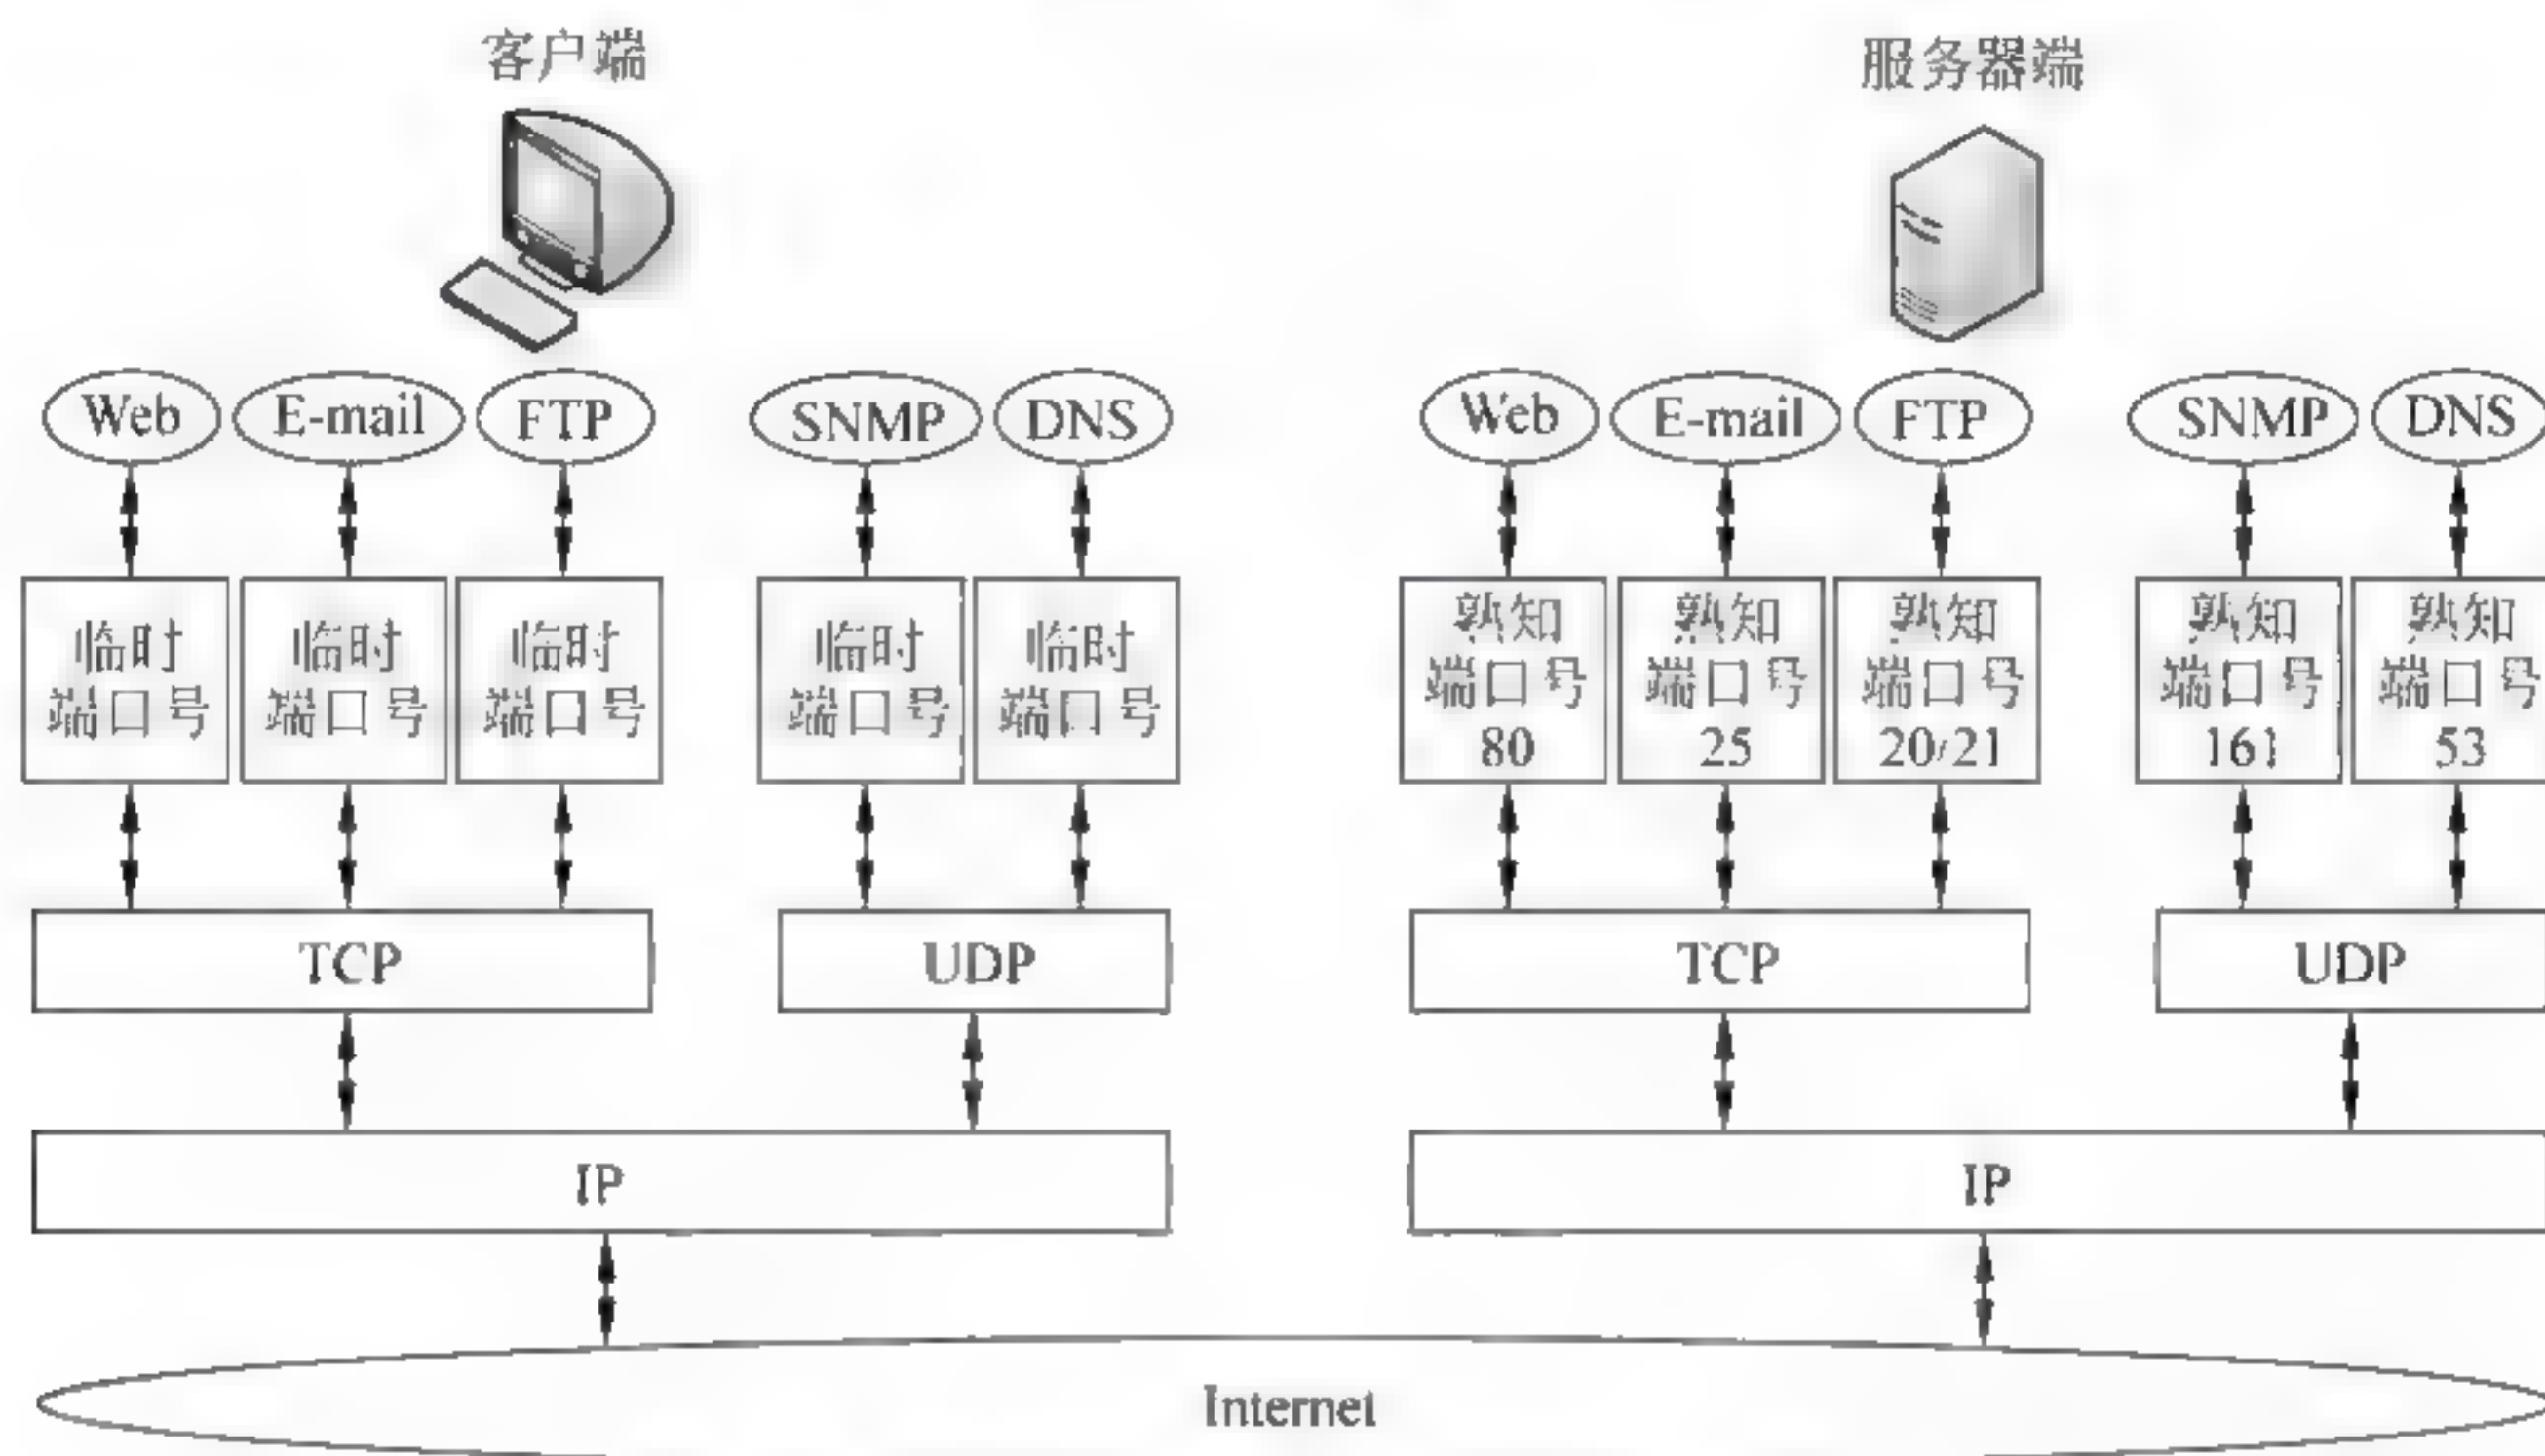 客户端
服务器端
Web E-mail FTP SNMP DNS Web E-mail FTP SNMP DNS
临时 临时 临时 临时 临时 熟知 熟知 熟知 熟知 熟知
端口号 端口号 端口号 端口号 端口号 端口号 端口号 端口号 端口号 端口号
80 25 20/21 161 53
TCP UDP TCP UDP
IP IP
Internet